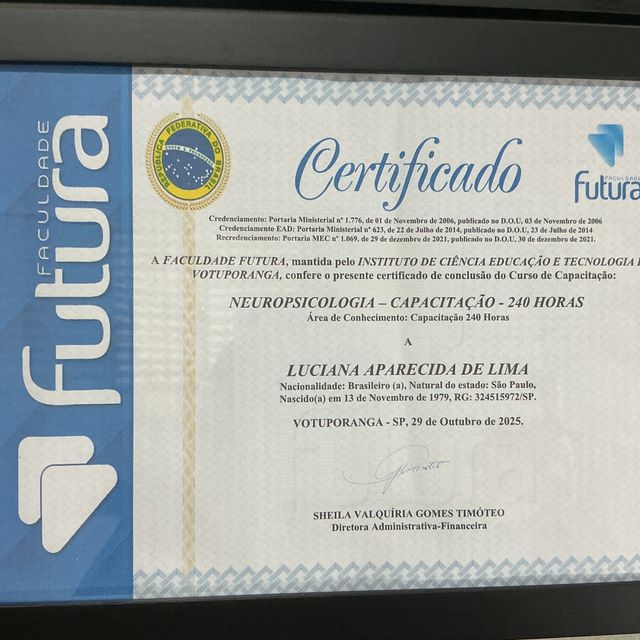 FACULDADE
futura
REPÚBLICA FEDERATIVA DO BRASIL
Certificado
FACULDADE
futura
Credenciamento: Portaria Ministerial nº 1.776, de 01 de Novembro de 2006, publicado no D.O.U, 03 de Novembro de 2006
Credenciamento EAD: Portaria Ministerial nº 623, de 22 de Julho de 2014, publicado no D.O.U, 23 de Julho de 2014
Recredenciamento: Portaria MEC nº 1.069, de 29 de dezembro de 2021, publicado no D.O.U, 30 de dezembro de 2021.
A FACULDADE FUTURA, mantida pelo INSTITUTO DE CIÊNCIA EDUCAÇÃO E TECNOLOGIA
VOTUPORANGA, confere o presente certificado de conclusão do Curso de Capacitação:
NEUROPSICOLOGIA – CAPACITAÇÃO - 240 HORAS
Área de Conhecimento: Capacitação 240 Horas
A
LUCIANA APARECIDA DE LIMA
Nacionalidade: Brasileiro (a), Natural do estado: São Paulo,
Nascido(a) em 13 de Novembro de 1979, RG: 324515972/SP.
VOTUPORANGA - SP, 29 de Outubro de 2025.
SHEILA VALQUÍRIA GOMES TIMÓTEO
Diretora Administrativa-Financeira